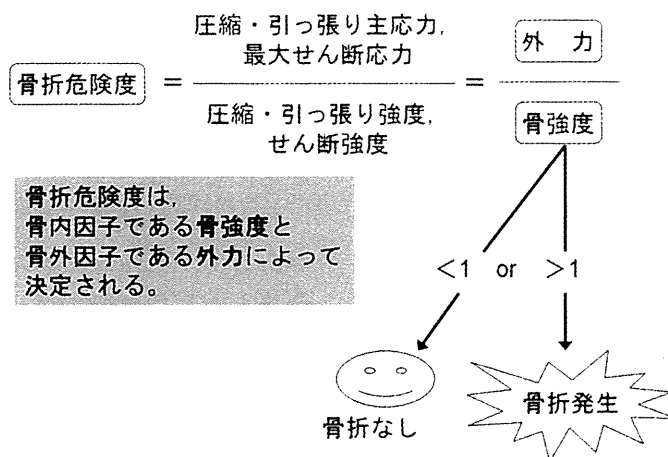 圧縮・引っ張り主応力,
最大せん断応力
骨折危険度 = = 外 力
圧縮・引っ張り強度,
せん断強度
骨強度
骨折危険度は,
骨内因子である骨強度と
骨外因子である外力によって
決定される。
<1 or >1
骨折なし
骨折発生